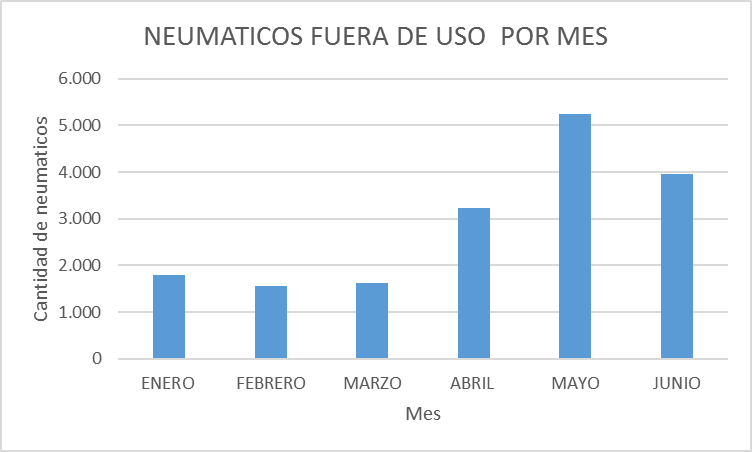 NEUMATICOS FUERA DE USO  POR MES
6.000
5.000
4.000
3.000
2.000
1.000
0
Cantidad de neumaticos
ENERO FEBRERO MARZO ABRIL MAYO JUNIO
Mes